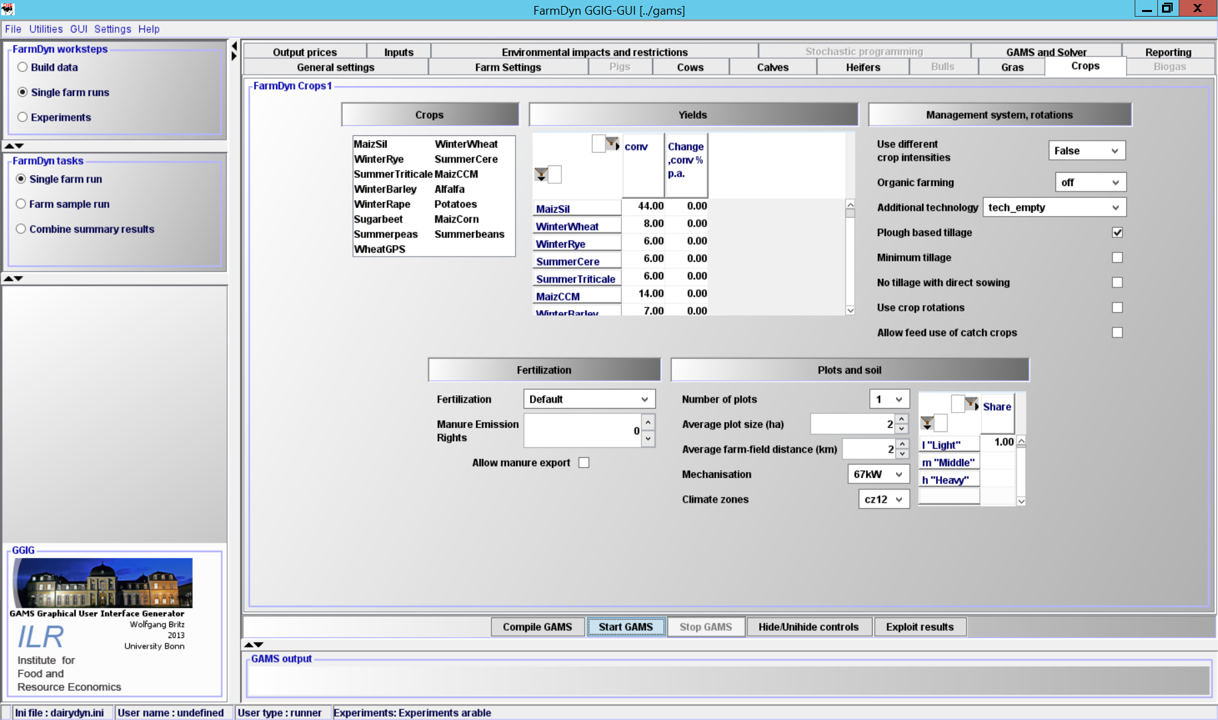 FarmDyn GGIG-GUI [../gams]
File Utilities GUI Settings Help
FarmDyn worksteps
Build data
Single farm runs
Experiments
FarmDyn tasks
Single farm run
Farm sample run
Combine summary results
GGIG
GAMS Graphical User Interface Generator
Wolfgang Britz
2013
University Bonn
ILR
Institute for
Food and
Resource Economics
Output prices Inputs Environmental impacts and restrictions Stochastic programming GAMS and Solver Reporting
General settings Farm Settings Pigs Cows Calves Heifers Bulls Gras Crops Biogas
FarmDyn Crops1
Crops
MaizSil WinterWheat
WinterRye SummerCere
SummerTriticale MaizCCM
WinterBarley Alfalfa
WinterRape Potatoes
Sugarbeet MaizCorn
Summerpeas Summerbeans
WheatGPS
Yields
conv Change
,conv %
p.a.
MaizSil 44.00 0.00
WinterWheat 8.00 0.00
WinterRye 6.00 0.00
SummerCere 6.00 0.00
SummerTriticale 6.00 0.00
MaizCCM 14.00 0.00
WinterBarley 7.00 0.00
Management system, rotations
Use different
crop intensities False
Organic farming off
Additional technology tech_empty
Plough based tillage
Minimum tillage
No tillage with direct sowing
Use crop rotations
Allow feed use of catch crops
Fertilization
Fertilization Default
Manure Emission
Rights 0
Allow manure export
Plots and soil
Number of plots 1
Average plot size (ha) 2
Average farm-field distance (km) 2
Mechanisation 67kW
Climate zones cz12
Share
l "Light" 1.00
m "Middle"
h "Heavy"
Compile GAMS Start GAMS Stop GAMS Hide/Unihide controls Exploit results
GAMS output
Ini file : dairydyn.ini User name : undefined User type : runner Experiments: Experiments arable